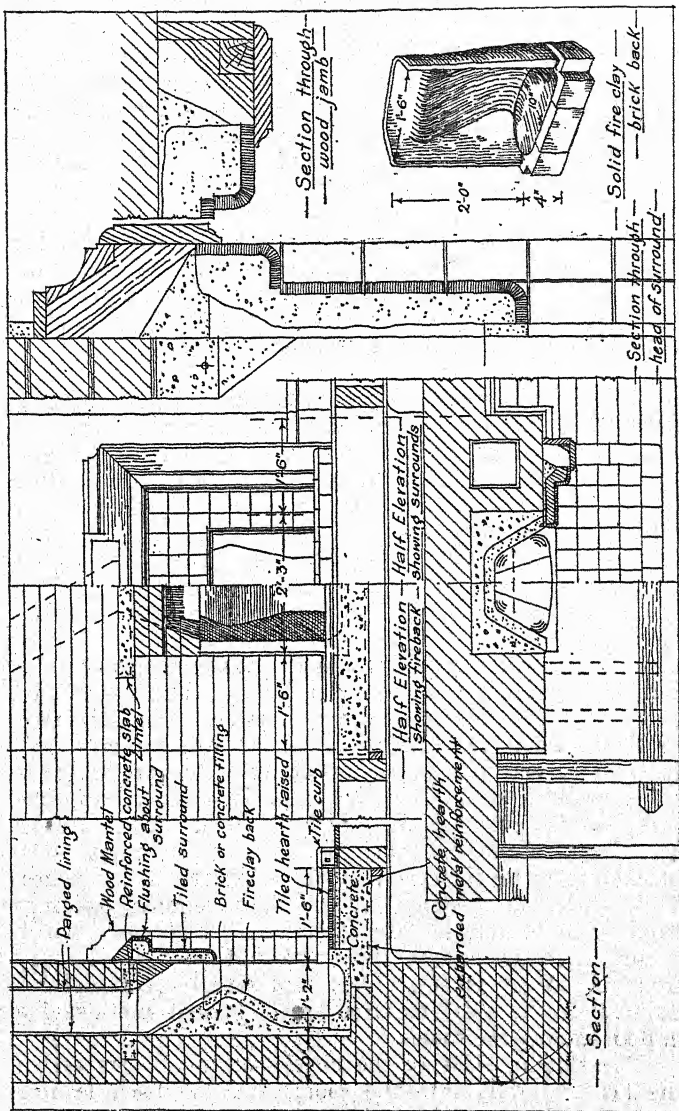 Parged lining
Wood Mantel
Reinforced concrete slab
Lintel
Flushing about
surround
Tiled surround
Brick or concrete filling
Fireclay back
Tiled hearth raised
Tile curb
1'-6"
1'-2"
Concrete
Concrete hearth
expanded metal reinforcement
— Section —
1'-6"
2'-3"
1'-6"
Half Elevation
showing fireback
Half Elevation
showing surrounds
— Section through —
— wood jamb —
1'-6"
2'-0"
4"
10"
— Solid fire clay
— brick back —
— Section through —
— head of surround —